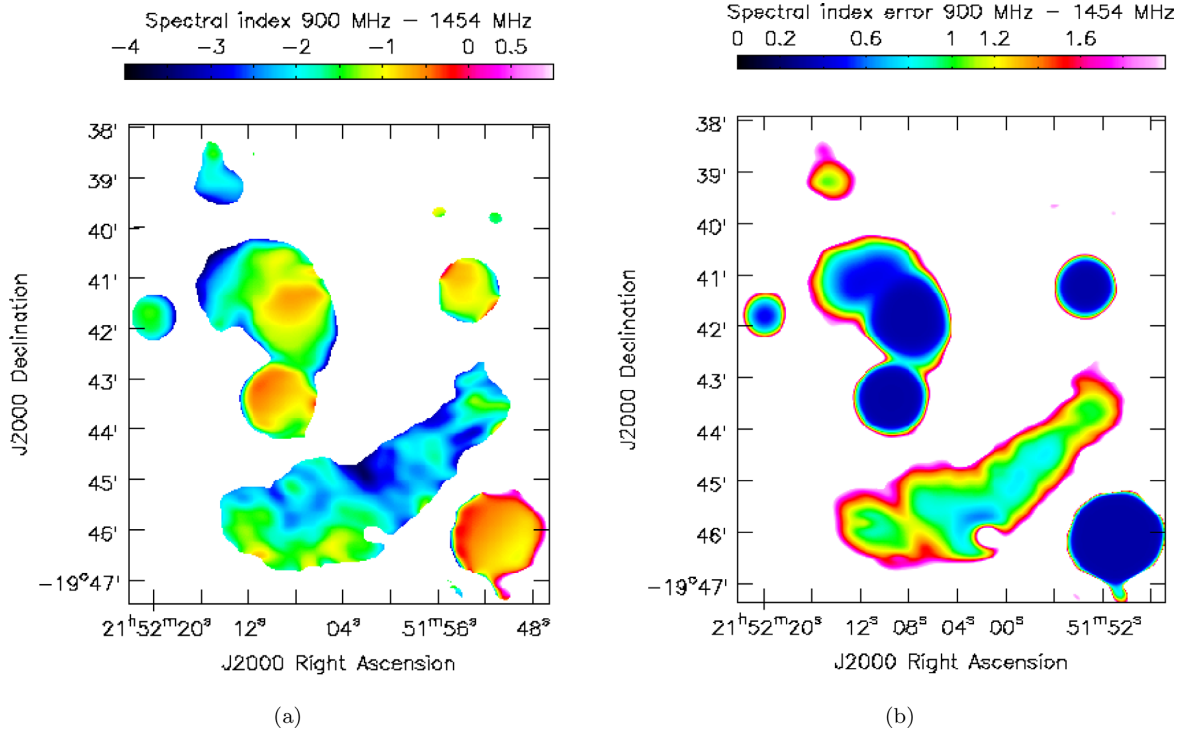 Spectral index 900 MHz − 1454 MHz
−4 −3 −2 −1 0 0.5
38'
39'
40'
41'
42'
43'
44'
45'
46'
−19°47'
J2000 Declination
21ʰ52ᵐ20ˢ 12ˢ 04ˢ 51ᵐ56ˢ 48ˢ
J2000 Right Ascension
(a)
Spectral index error 900 MHz − 1454 MHz
0 0.2 0.6 1 1.2 1.6
38'
39'
40'
41'
42'
43'
44'
45'
46'
−19°47'
J2000 Declination
21ʰ52ᵐ20ˢ 12ˢ 08ˢ 04ˢ 00ˢ 51ᵐ52ˢ
J2000 Right Ascension
(b)